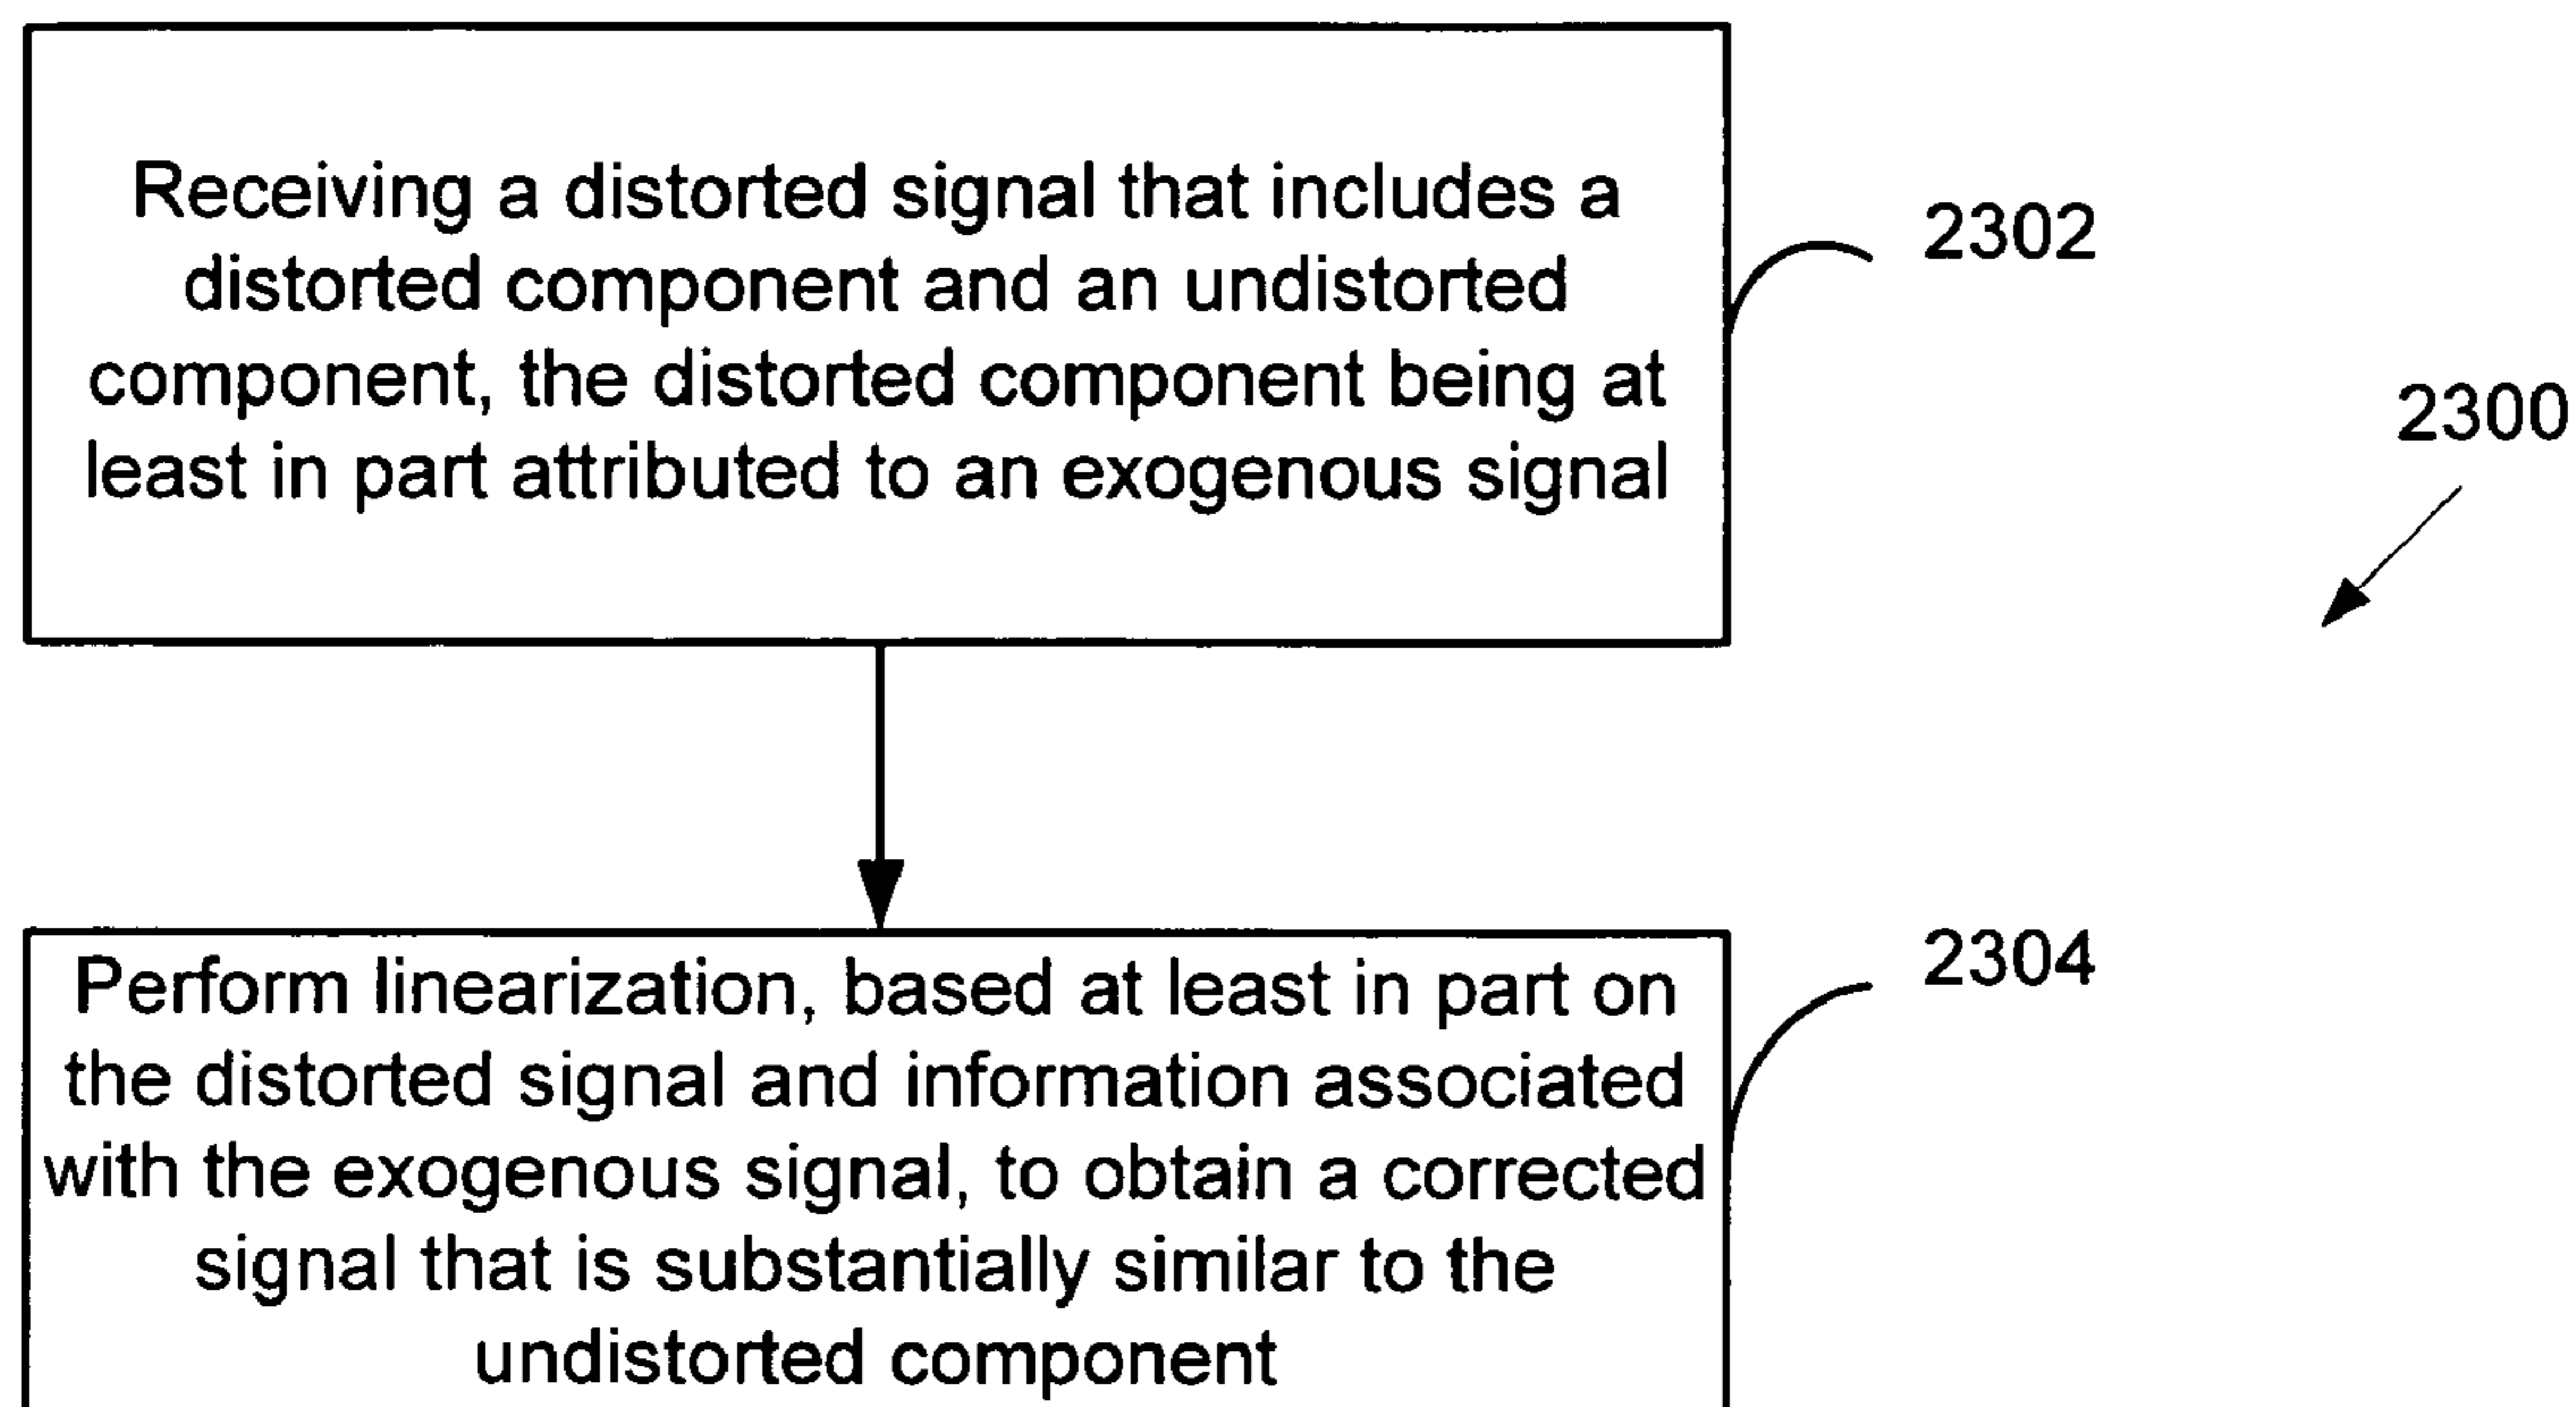 Receiving a distorted signal that includes a
distorted component and an undistorted
component, the distorted component being at
least in part attributed to an exogenous signal
2302
2300
Perform linearization, based at least in part on
the distorted signal and information associated
with the exogenous signal, to obtain a corrected
signal that is substantially similar to the
undistorted component
2304